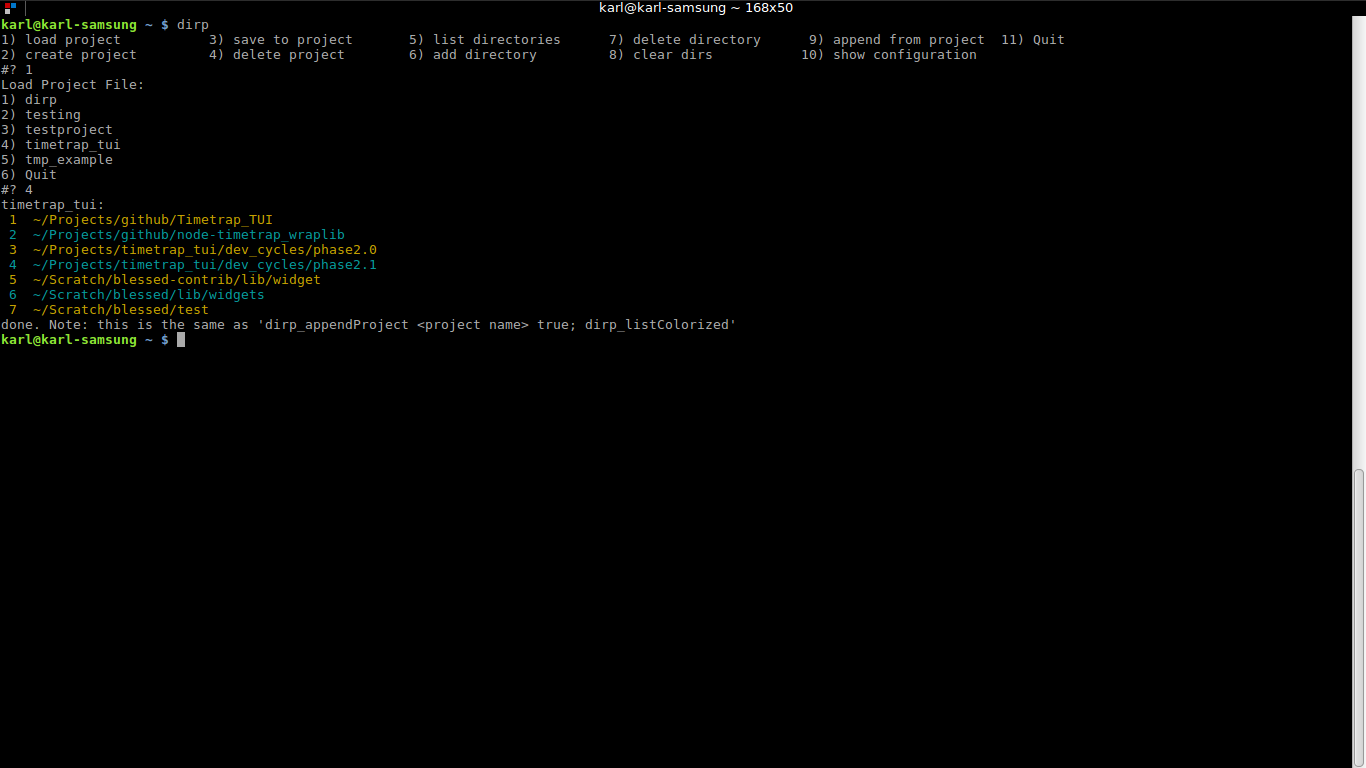 karl@karl-samsung ~ 168x50
karl@karl-samsung ~ $ dirp
1) load project           3) save to project       5) list directories      7) delete directory      9) append from project  11) Quit
2) create project         4) delete project        6) add directory         8) clear dirs           10) show configuration
#? 1
Load Project File:
1) dirp
2) testing
3) testproject
4) timetrap_tui
5) tmp_example
6) Quit
#? 4
timetrap_tui:
 1  ~/Projects/github/Timetrap_TUI
 2  ~/Projects/github/node-timetrap_wraplib
 3  ~/Projects/timetrap_tui/dev_cycles/phase2.0
 4  ~/Projects/timetrap_tui/dev_cycles/phase2.1
 5  ~/Scratch/blessed-contrib/lib/widget
 6  ~/Scratch/blessed/lib/widgets
 7  ~/Scratch/blessed/test
done. Note: this is the same as 'dirp_appendProject <project name> true; dirp_listColorized'
karl@karl-samsung ~ $